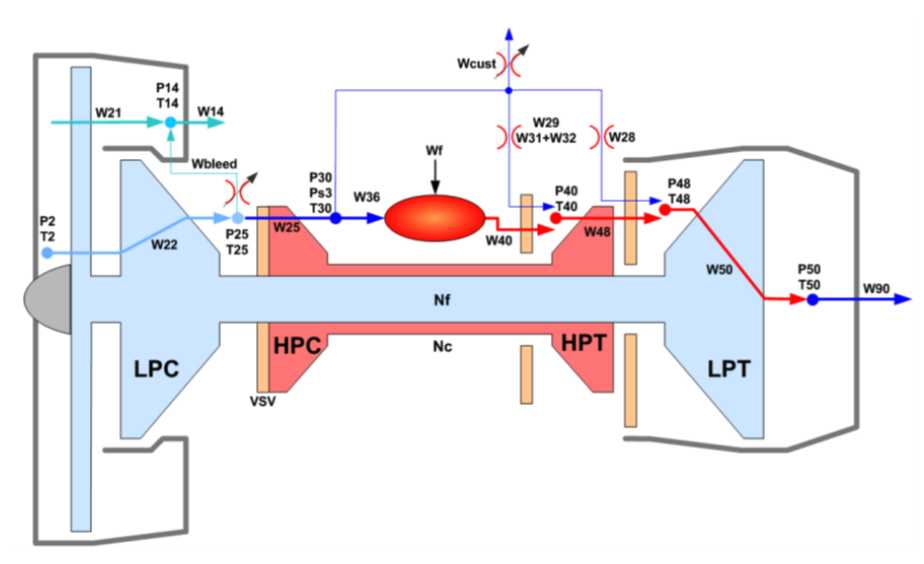 Wcust
P14
T14
W21
W14
W29
W31+W32
W28
Wf
Wbleed
P30
Ps3
T30
W36
P40
T40
P48
T48
P2
T2
W22
P25
T25
W25
W40
W48
W50
P50
T50
W90
Nf
HPC
Nc
HPT
LPC
LPT
VSV